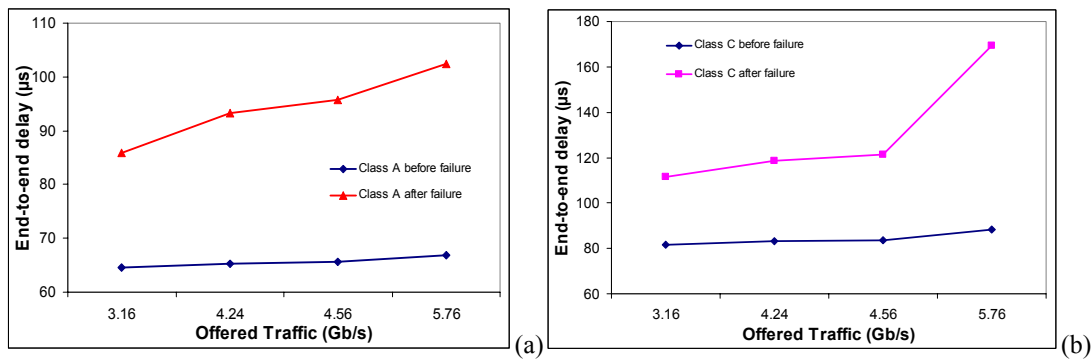 110
100
90
80
70
60
End-to-end delay (µs)
Class A before failure
Class A after failure
3.16 4.24 4.56 5.76
Offered Traffic (Gb/s)
(a)
180
160
140
120
100
80
60
End-to-end delay (µs)
Class C before failure
Class C after failure
3.16 4.24 4.56 5.76
Offered Traffic (Gb/s)
(b)